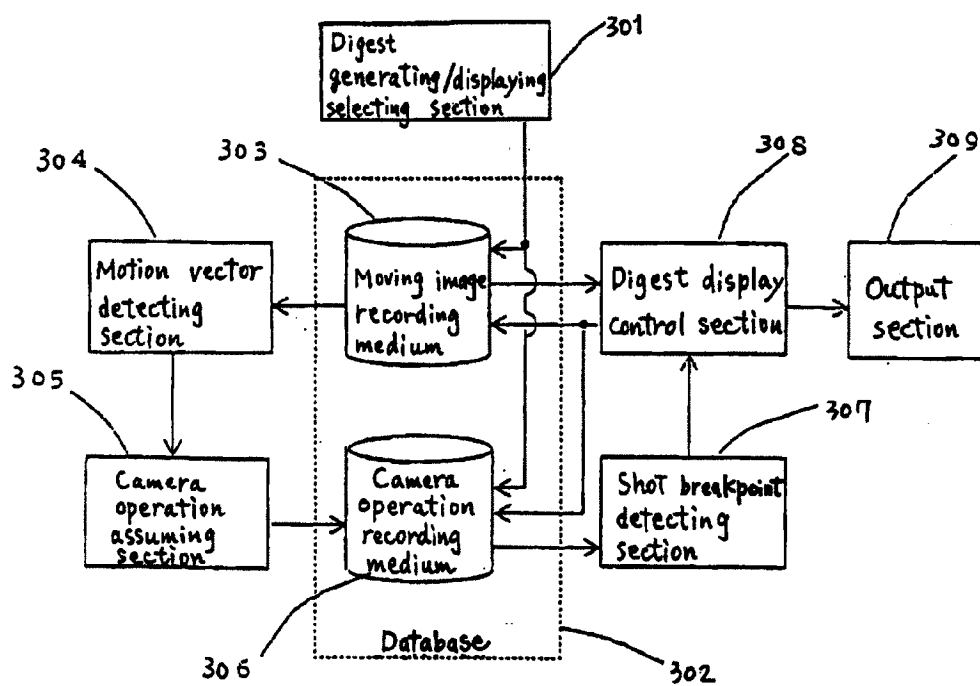 301
Digest
generating/displaying
selecting section
304
303
308
309
Motion vector
detecting
section
Moving image
recording
medium
Digest display
control section
Output
section
305
307
Camera
operation
assuming
section
Camera
operation
recording
medium
Shot breakpoint
detecting
section
Database
306
302